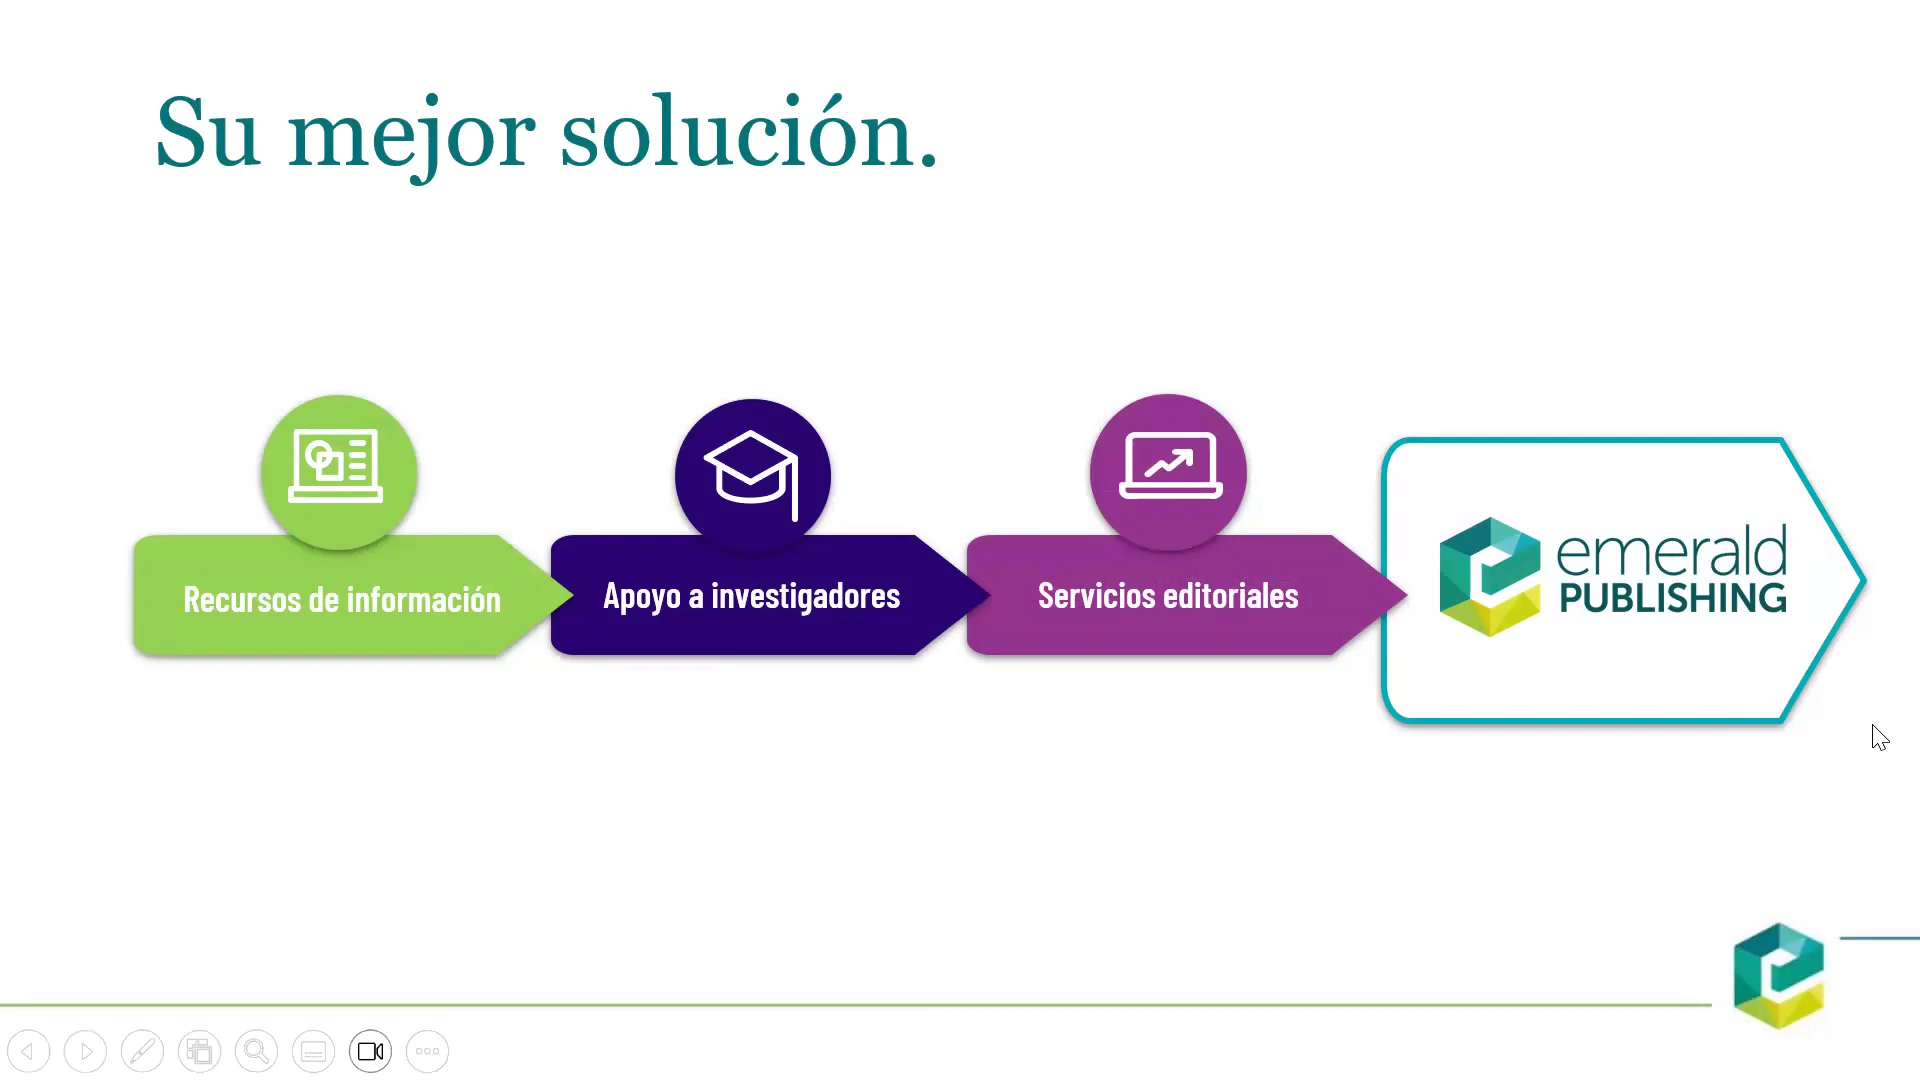 Su mejor solución.
Recursos de información
Apoyo a investigadores
Servicios editoriales
emerald
PUBLISHING